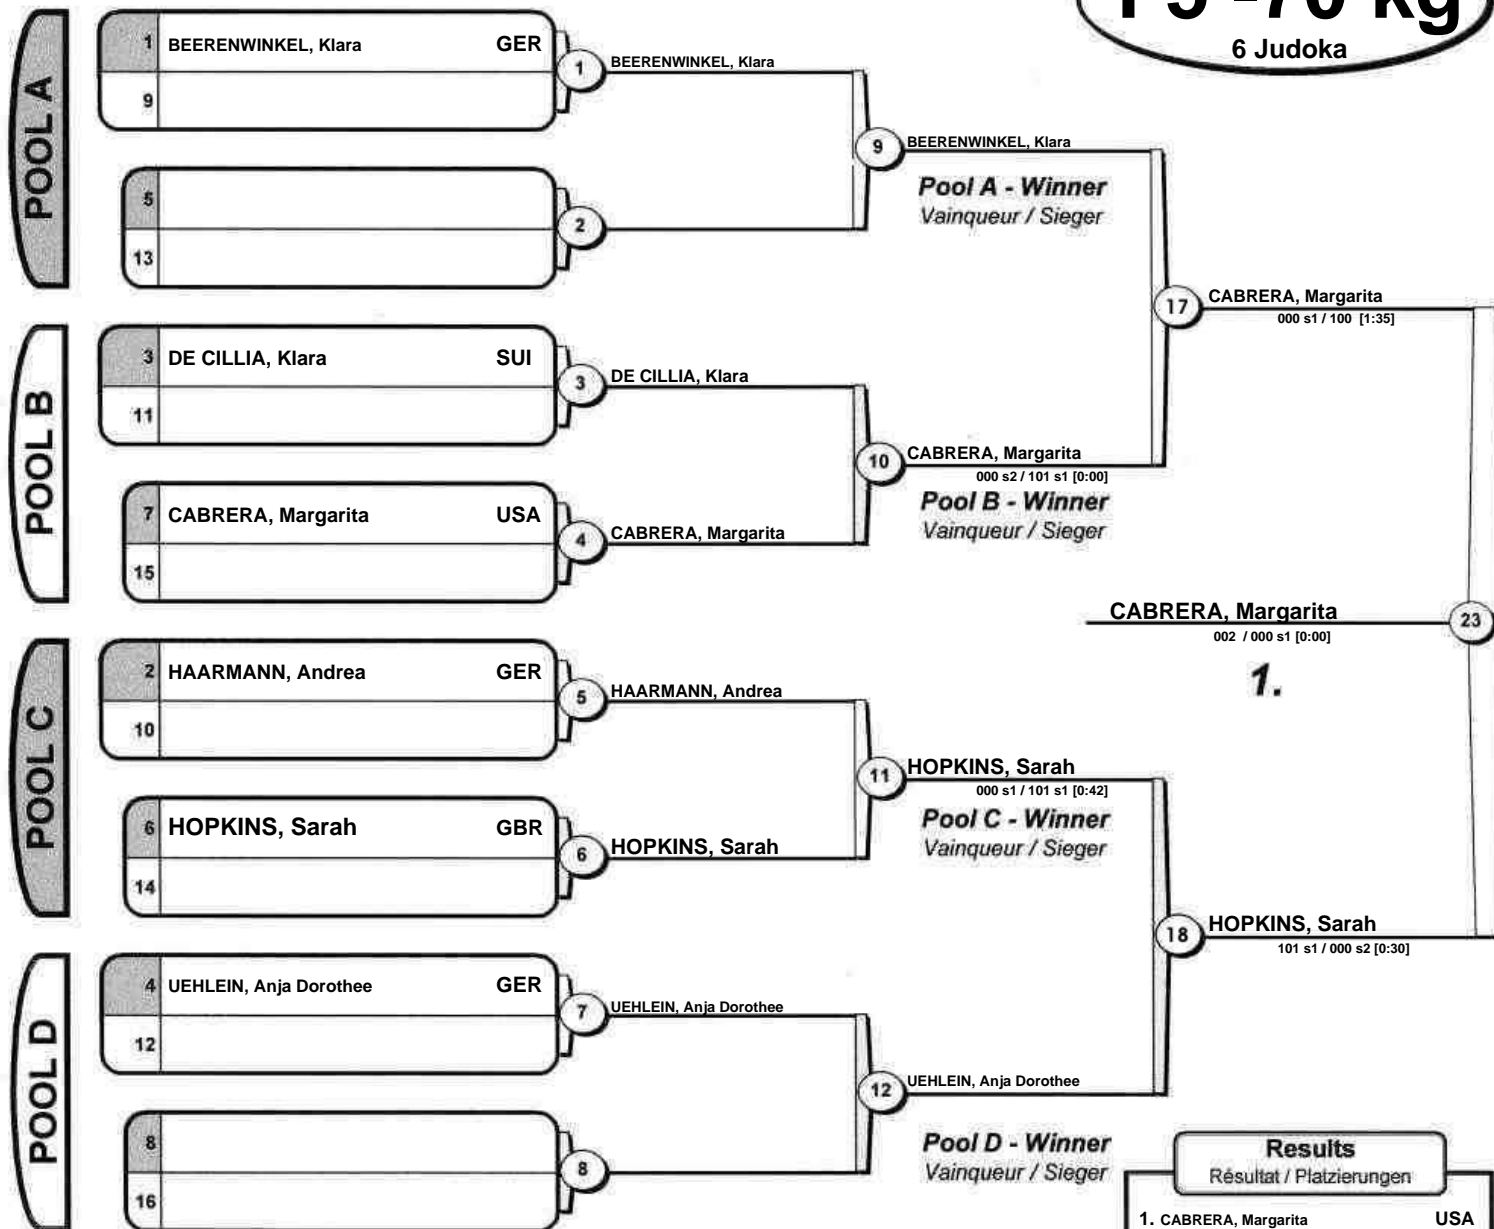 F5 -70 kg
6 Judoka
POOL A
1 BEERENWINKEL, Klara GER
9
5
13
1 BEERENWINKEL, Klara
2
9 BEERENWINKEL, Klara
Pool A - Winner
Vainqueur / Sieger
POOL B
3 DE CILLIA, Klara SUI
11
7 CABRERA, Margarita USA
15
3 DE CILLIA, Klara
4 CABRERA, Margarita
10 CABRERA, Margarita
000 s2 / 101 s1 [0:00]
Pool B - Winner
Vainqueur / Sieger
17 CABRERA, Margarita
000 s1 / 100 [1:35]
CABRERA, Margarita 23
002 / 000 s1 [0:00]
1.
POOL C
2 HAARMANN, Andrea GER
10
6 HOPKINS, Sarah GBR
14
5 HAARMANN, Andrea
6 HOPKINS, Sarah
11 HOPKINS, Sarah
000 s1 / 101 s1 [0:42]
Pool C - Winner
Vainqueur / Sieger
18 HOPKINS, Sarah
101 s1 / 000 s2 [0:30]
POOL D
4 UEHLEIN, Anja Dorothee GER
12
8
16
7 UEHLEIN, Anja Dorothee
8
12 UEHLEIN, Anja Dorothee
Pool D - Winner
Vainqueur / Sieger
Results
Résultat / Platzierungen
1. CABRERA, Margarita USA